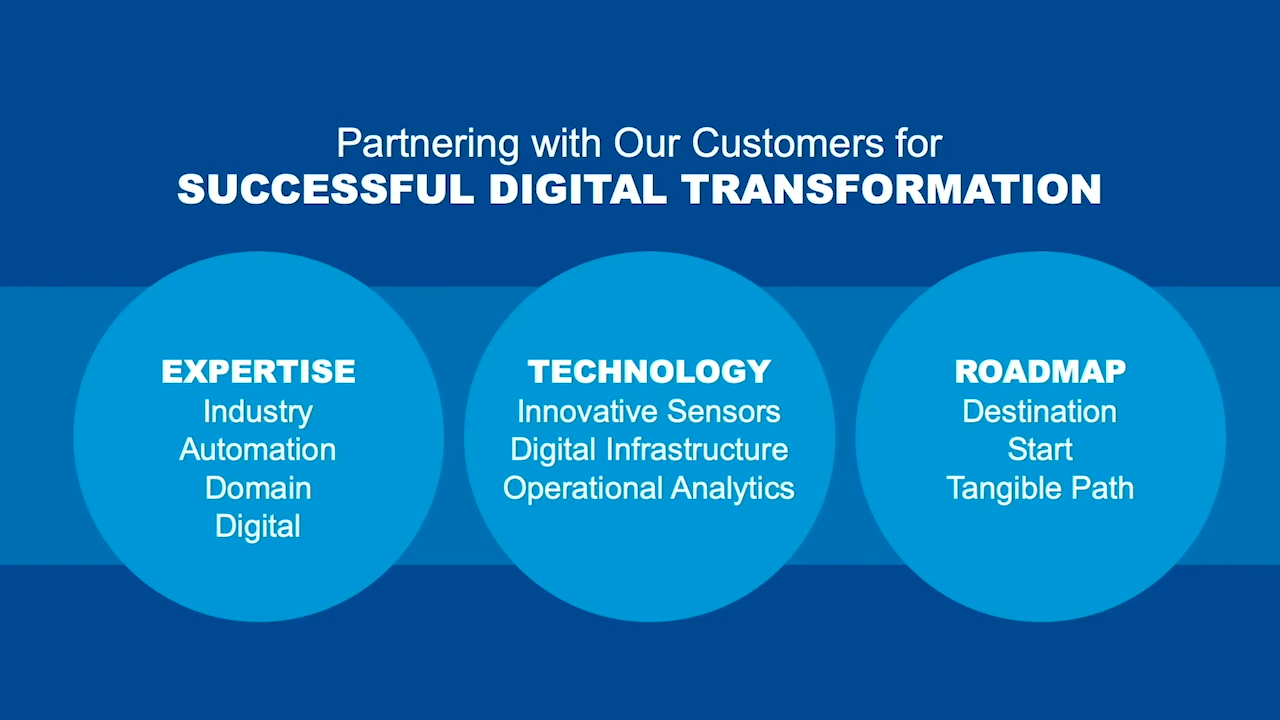 Partnering with Our Customers for
SUCCESSFUL DIGITAL TRANSFORMATION
EXPERTISE
Industry
Automation
Domain
Digital
TECHNOLOGY
Innovative Sensors
Digital Infrastructure
Operational Analytics
ROADMAP
Destination
Start
Tangible Path